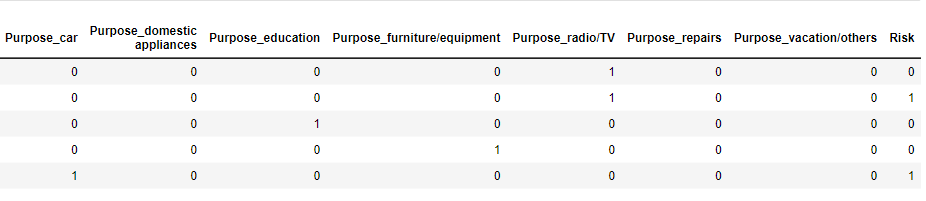 Purpose_car Purpose_domestic appliances Purpose_education Purpose_furniture/equipment Purpose_radio/TV Purpose_repairs Purpose_vacation/others Risk
0 0 0 0 1 0 0 0
0 0 0 0 1 0 0 1
0 0 1 0 0 0 0 0
0 0 0 1 0 0 0 0
1 0 0 0 0 0 0 1